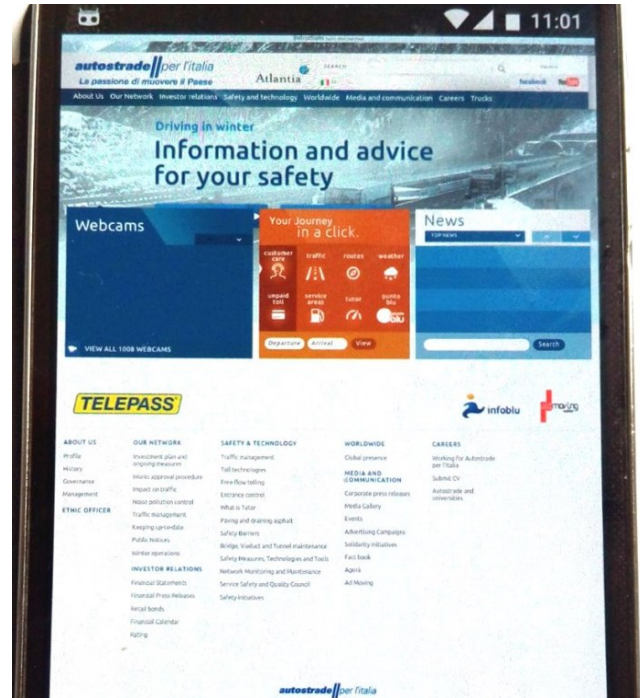 11:01
autostrade per l'italia
La passione di muovere il Paese
Atlantia
SEARCH
facebook
About Us Our Network Investor relations Safety and technology Worldwide Media and communication Careers Trucks
Driving in winter
Information and advice
for your safety
Webcams
VIEW ALL 1008 WEBCAMS
Your Journey
in a click.
customer care
traffic
routes
weather
unpaid toll
service areas
tutor
punto blu
Departure
Arrival
View
News
TOP NEWS
Search
TELEPASS
infoblu
moving
ABOUT US
Profile
History
Governance
Management
ETHIC OFFICER
OUR NETWORK
Investment plan and
ongoing measures
Works approval procedure
Impact on traffic
Noise pollution control
Traffic management
Keeping up-to-date
Public Notices
Winter operations
INVESTOR RELATIONS
Financial Statements
Financial Press Releases
Retail bonds
Financial Calendar
Rating
SAFETY & TECHNOLOGY
Traffic management
Toll technologies
Free-flow tolling
Entrance control
What is Tutor
Paving and draining asphalt
Safety Barriers
Bridge, Viaduct and Tunnel maintenance
Safety Measures, Technologies and Tools
Network Monitoring and Maintenance
Service Safety and Quality Council
Safety Initiatives
WORLDWIDE
Global presence
MEDIA AND
COMMUNICATION
Corporate press releases
Media Gallery
Events
Advertising Campaigns
Solidarity initiatives
Fact book
Agorà
Ad Moving
CAREERS
Working for Autostrade
per l'Italia
Submit CV
Autostrade and
universities
autostrade per l'italia